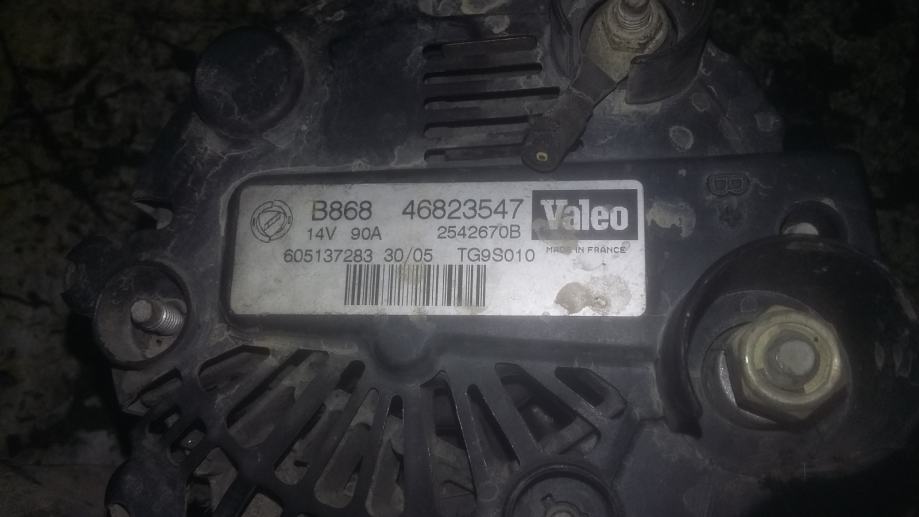 B868 46823547 Valeo
14V 90A 2542670B
MADE IN FRANCE
605137283 30/05 TG9S010